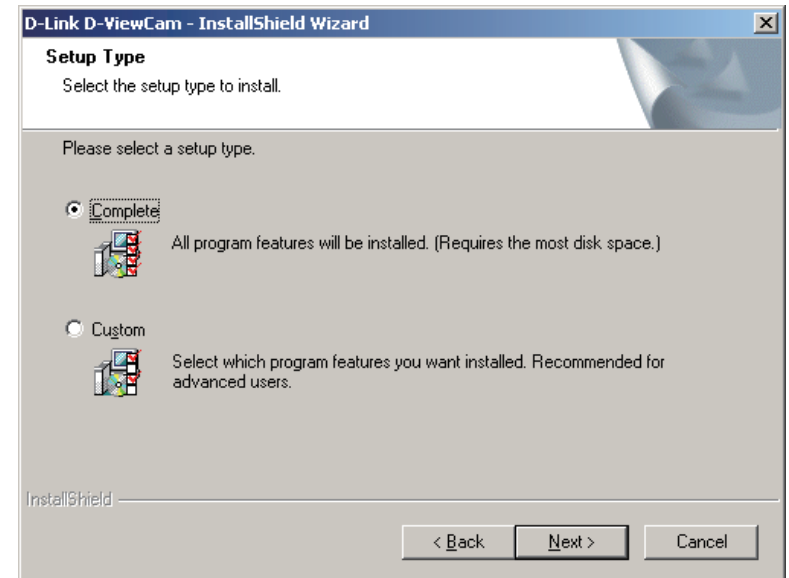 D-Link D-ViewCam - InstallShield Wizard
Setup Type
Select the setup type to install.
Please select a setup type.
Complete
All program features will be installed. (Requires the most disk space.)
Custom
Select which program features you want installed. Recommended for
advanced users.
InstallShield
< Back
Next >
Cancel